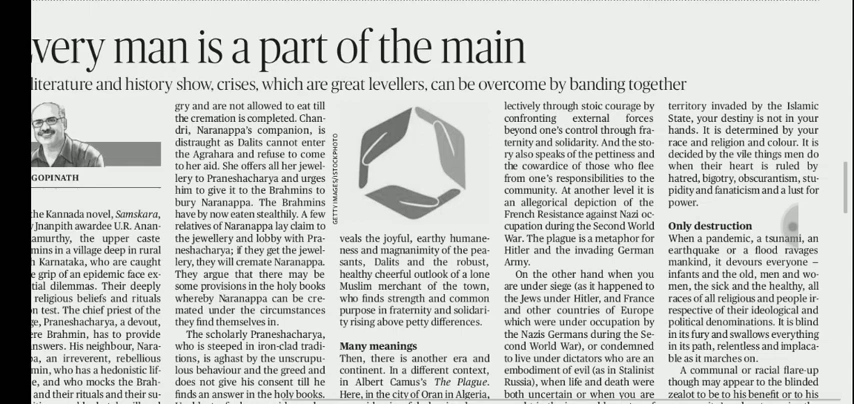 very man is a part of the main
literature and history show, crises, which are great levellers, can be overcome by banding together
GOPINATH
the Kannada novel, Samskara,
Jnanpith awardee U.R. Anan-
amurthy, the upper caste
mins in a village deep in rural
Karnataka, who are caught
e grip of an epidemic face ex-
tial dilemmas. Their deeply
religious beliefs and rituals
n test. The chief priest of the
ge, Praneshacharya, a devout,
ere Brahmin, has to provide
nswers. His neighbour, Nara-
pa, an irreverent, rebellious
min, who has a hedonistic lif-
e, and who mocks the Brah-
and their rituals and their su-
gry and are not allowed to eat till
the cremation is completed. Chan-
dri, Naranappa's companion, is
distraught as Dalits cannot enter
the Agrahara and refuse to come
to her aid. She offers all her jewel-
lery to Praneshacharya and urges
him to give it to the Brahmins to
bury Naranappa. The Brahmins
have by now eaten stealthily. A few
relatives of Naranappa lay claim to
the jewellery and lobby with Pra-
neshacharya; if they get the jewel-
lery, they will cremate Naranappa.
They argue that there may be
some provisions in the holy books
whereby Naranappa can be cre-
mated under the circumstances
they find themselves in.
The scholarly Praneshacharya,
who is steeped in iron-clad tradi-
tions, is aghast by the unscrupu-
lous behaviour and the greed and
does not give his consent till he
finds an answer in the holy books.
GETTY IMAGES/ISTOCKPHOTO
veals the joyful, earthy humane-
ness and magnanimity of the pea-
sants, Dalits and the robust,
healthy cheerful outlook of a lone
Muslim merchant of the town,
who finds strength and common
purpose in fraternity and solidari-
ty rising above petty differences.
Many meanings
Then, there is another era and
continent. In a different context,
in Albert Camus's The Plague.
Here, in the city of Oran in Algeria,
lectively through stoic courage by
confronting external forces
beyond one's control through fra-
ternity and solidarity. And the sto-
ry also speaks of the pettiness and
the cowardice of those who flee
from one's responsibilities to the
community. At another level it is
an allegorical depiction of the
French Resistance against Nazi oc-
cupation during the Second World
War. The plague is a metaphor for
Hitler and the invading German
Army.
On the other hand when you
are under siege (as it happened to
the Jews under Hitler, and France
and other countries of Europe
which were under occupation by
the Nazis Germans during the Se-
cond World War), or condemned
to live under dictators who are an
embodiment of evil (as in Stalinist
Russia), when life and death were
both uncertain or when you are
territory invaded by the Islamic
State, your destiny is not in your
hands. It is determined by your
race and religion and colour. It is
decided by the vile things men do
when their heart is ruled by
hatred, bigotry, obscurantism, stu-
pidity and fanaticism and a lust for
power.
Only destruction
When a pandemic, a tsunami, an
earthquake or a flood ravages
mankind, it devours everyone –
infants and the old, men and wo-
men, the sick and the healthy, all
races of all religious and people ir-
respective of their ideological and
political denominations. It is blind
in its fury and swallows everything
in its path, relentless and implaca-
ble as it marches on.
A communal or racial flare-up
though may appear to the blinded
zealot to be to his benefit or to his